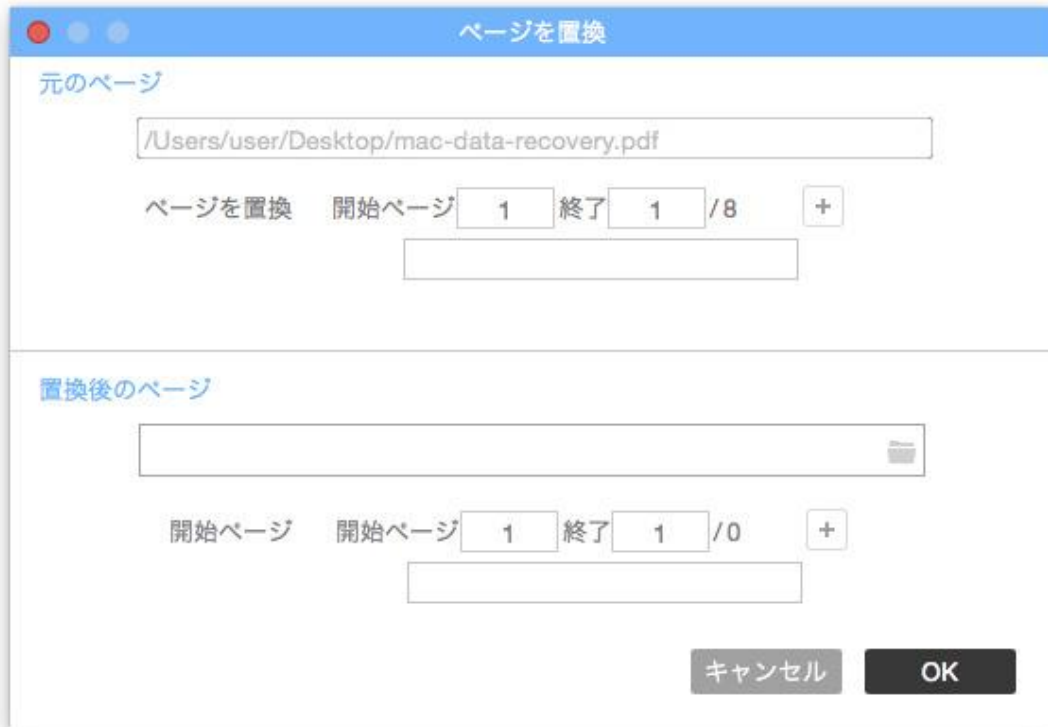 ページを置換
元のページ
/Users/user/Desktop/mac-data-recovery.pdf
ページを置換 開始ページ 1 終了 1 /8 +
置換後のページ
開始ページ 開始ページ 1 終了 1 /0 +
キャンセル OK